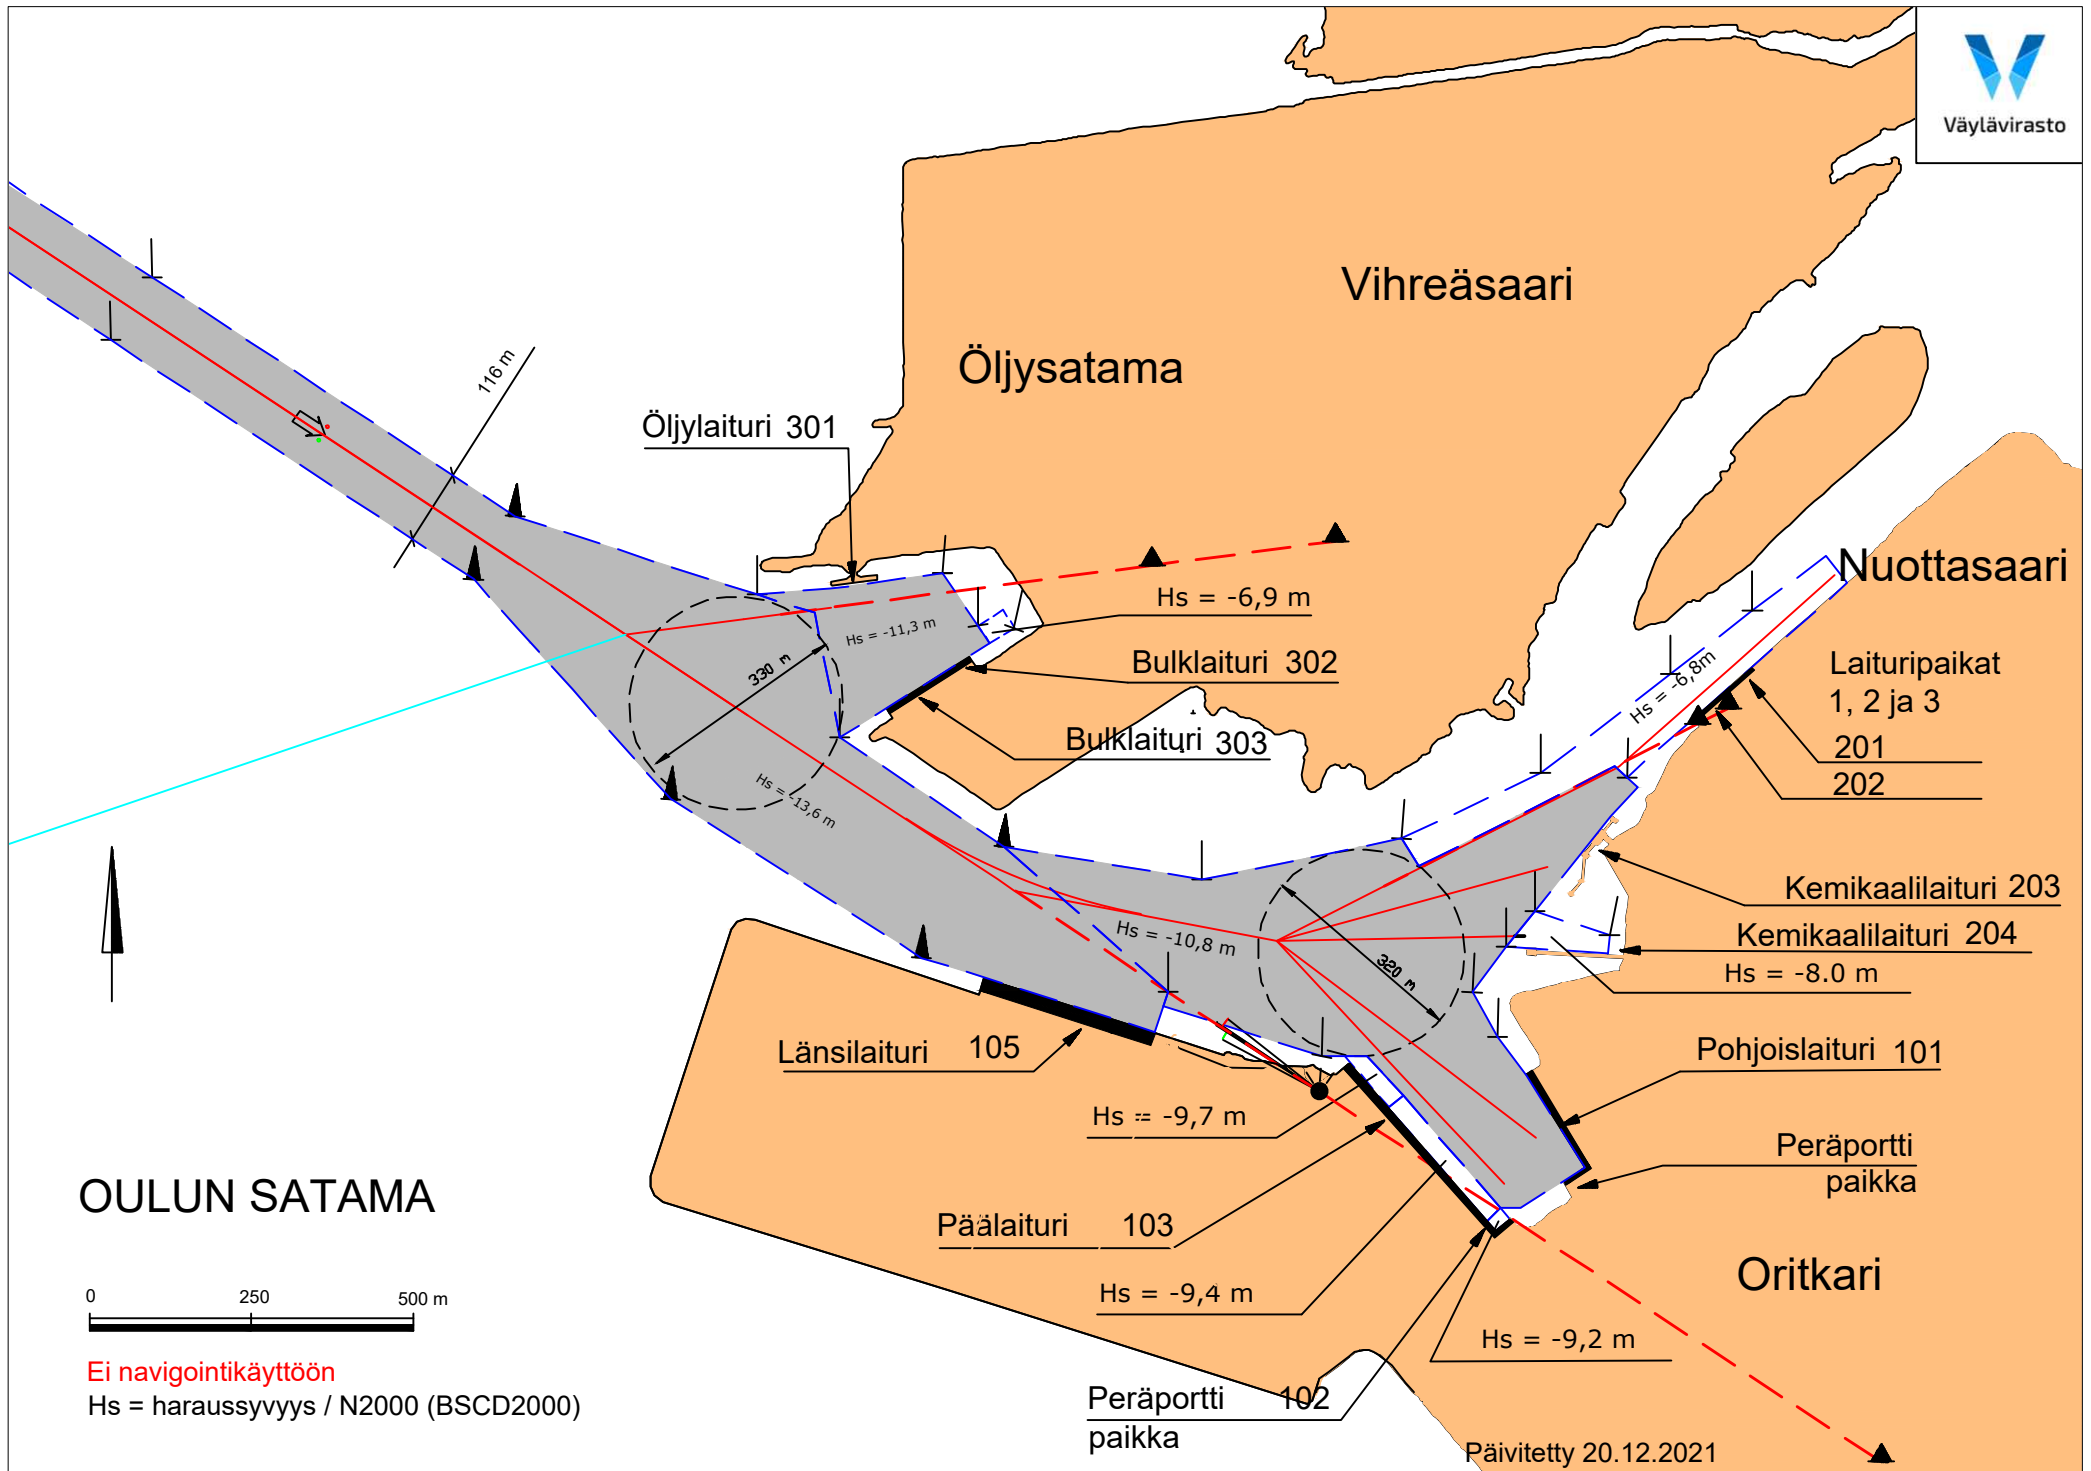 Väylävirasto
Vihreäsaari
Öljysatama
116 m
Öljylaituri 301
Nuottasaari
Hs = -6,9 m
Hs = -11,3 m
330 m
Bulklaituri 302
Hs = -6,8m
Laituripaikat
1, 2 ja 3
Bulklaituri 303
201
202
Hs = -13,6 m
Kemikaalilaituri 203
Hs = -10,8 m
Kemikaalilaituri 204
320 m
Hs = -8.0 m
Länsilaituri 105
Pohjoislaituri 101
Hs = -9,7 m
Peräportti
paikka
OULUN SATAMA
Päälaituri 103
Oritkari
Hs = -9,4 m
0 250 500 m
Hs = -9,2 m
Ei navigointikäyttöön
Hs = haraussyvyys / N2000 (BSCD2000)
Peräportti 102
paikka
Päivitetty 20.12.2021